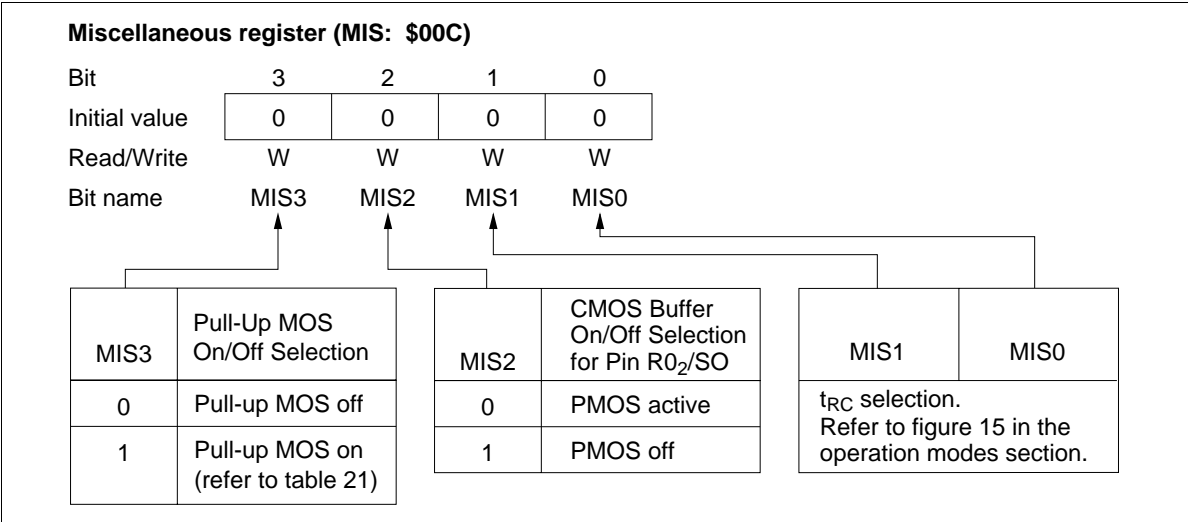 Miscellaneous register (MIS: $00C)
Bit 3 2 1 0
Initial value 0 0 0 0
Read/Write W W W W
Bit name MIS3 MIS2 MIS1 MIS0
MIS3 Pull-Up MOS
On/Off Selection
0 Pull-up MOS off
1 Pull-up MOS on
(refer to table 21)
MIS2 CMOS Buffer
On/Off Selection
for Pin R0₂/SO
0 PMOS active
1 PMOS off
MIS1 MIS0
tRC selection.
Refer to figure 15 in the
operation modes section.